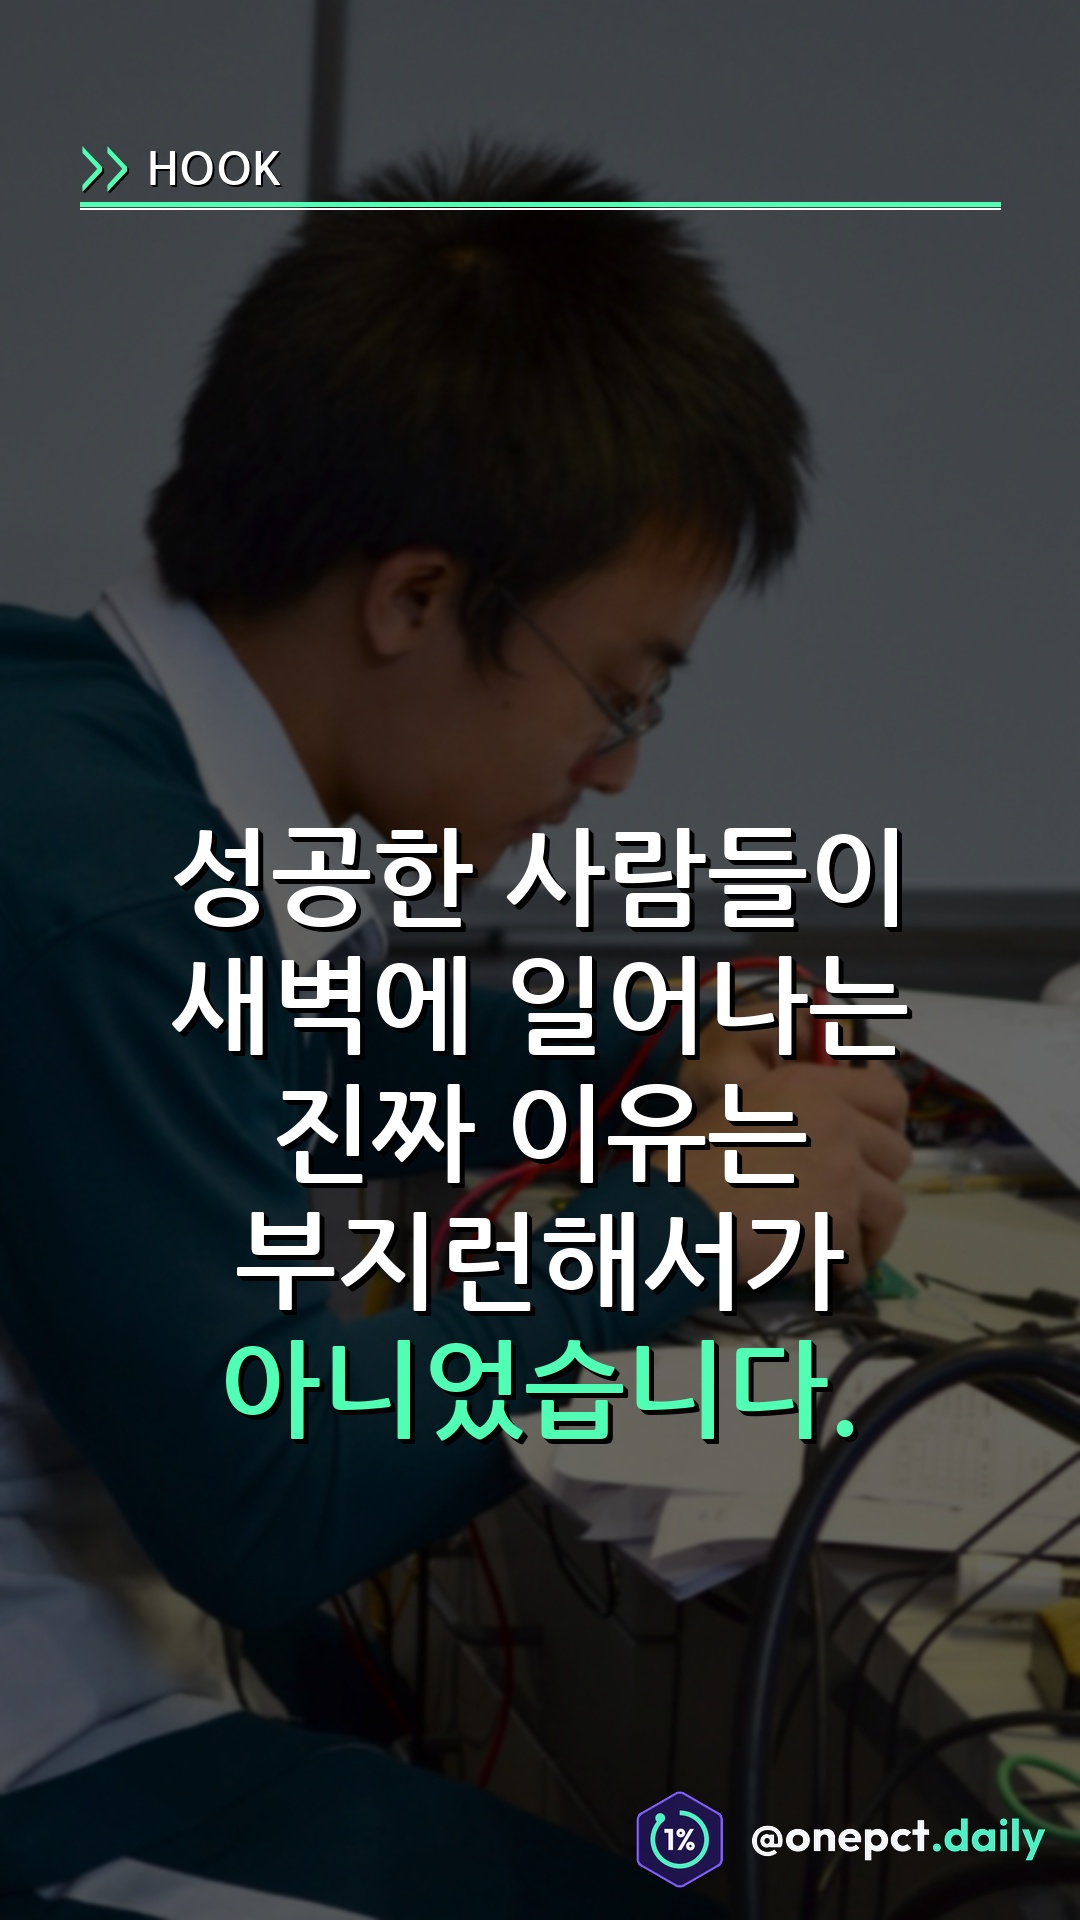 HOOK
성공한 사람들이
새벽에 일어나는
진짜 이유는
부지런해서가
아니었습니다.
1% @onepct.daily